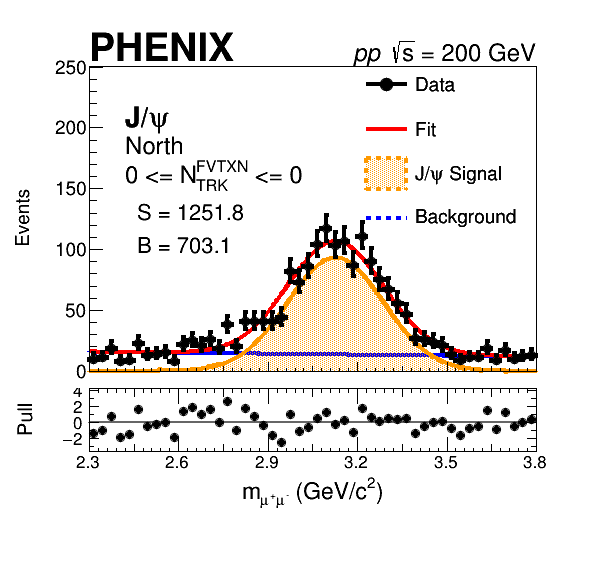 PHENIX
pp √s = 200 GeV
J/ψ
North
0 <= N_TRK^FVTXN <= 0
S = 1251.8
B = 703.1
Data
Fit
J/ψ Signal
Background
Events
250
200
150
100
50
0
Pull
4
2
0
−2
2.3 2.6 2.9 3.2 3.5 3.8
m_μ⁺μ⁻ (GeV/c²)